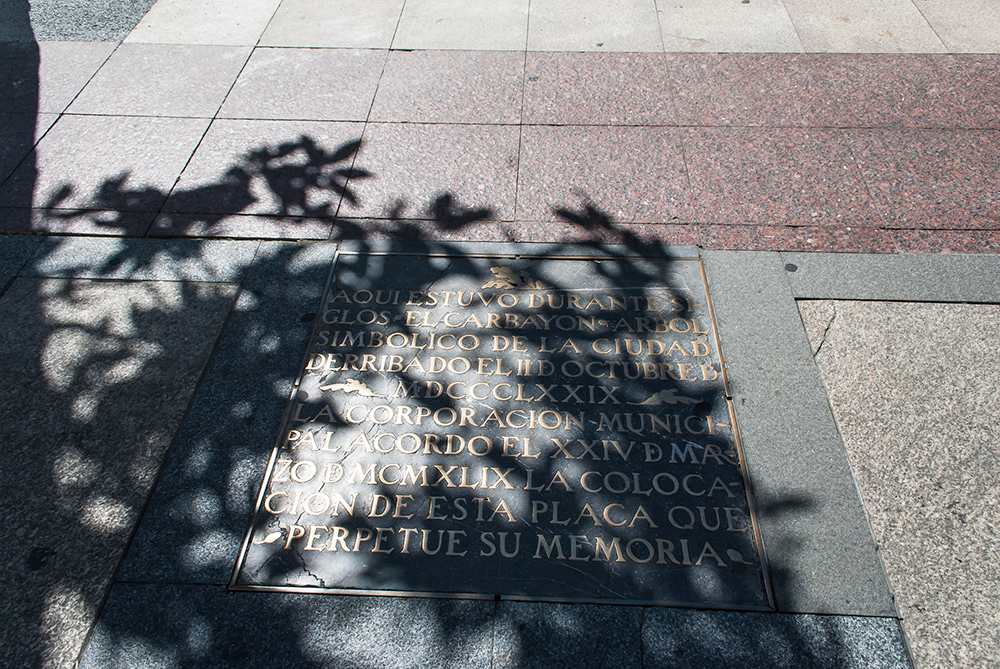 AQUI ESTUVO DURANTE SI-
CLOS·EL CARBAYON·ARBOL
SIMBOLICO DE LA CIUDAD
DERRIBADO EL II D OCTUBRE D
MDCCCLXXIX
LA CORPORACION MUNICI-
PAL ACORDO EL XXIV D MAR-
ZO D MCMXLIX LA COLOCA-
CION DE ESTA PLACA QUE
PERPETUE SU MEMORIA